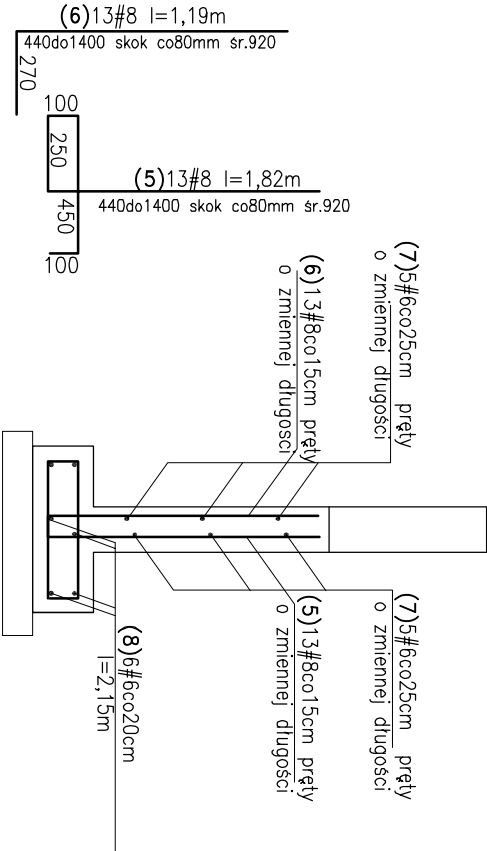 (6)13#8 l=1,19m
440do1400 skok co80mm śr.920
270
100
250
(5)13#8 l=1,82m
440do1400 skok co80mm śr.920
450
100
(7)5#6co25cm pręty
o zmiennej długości
(6)13#8co15cm pręty
o zmiennej długosci
(7)5#6co25cm pręty
o zmiennej długości
(5)13#8co15cm pręty
o zmiennej długości
(8)6#6co20cm
l=2,15m